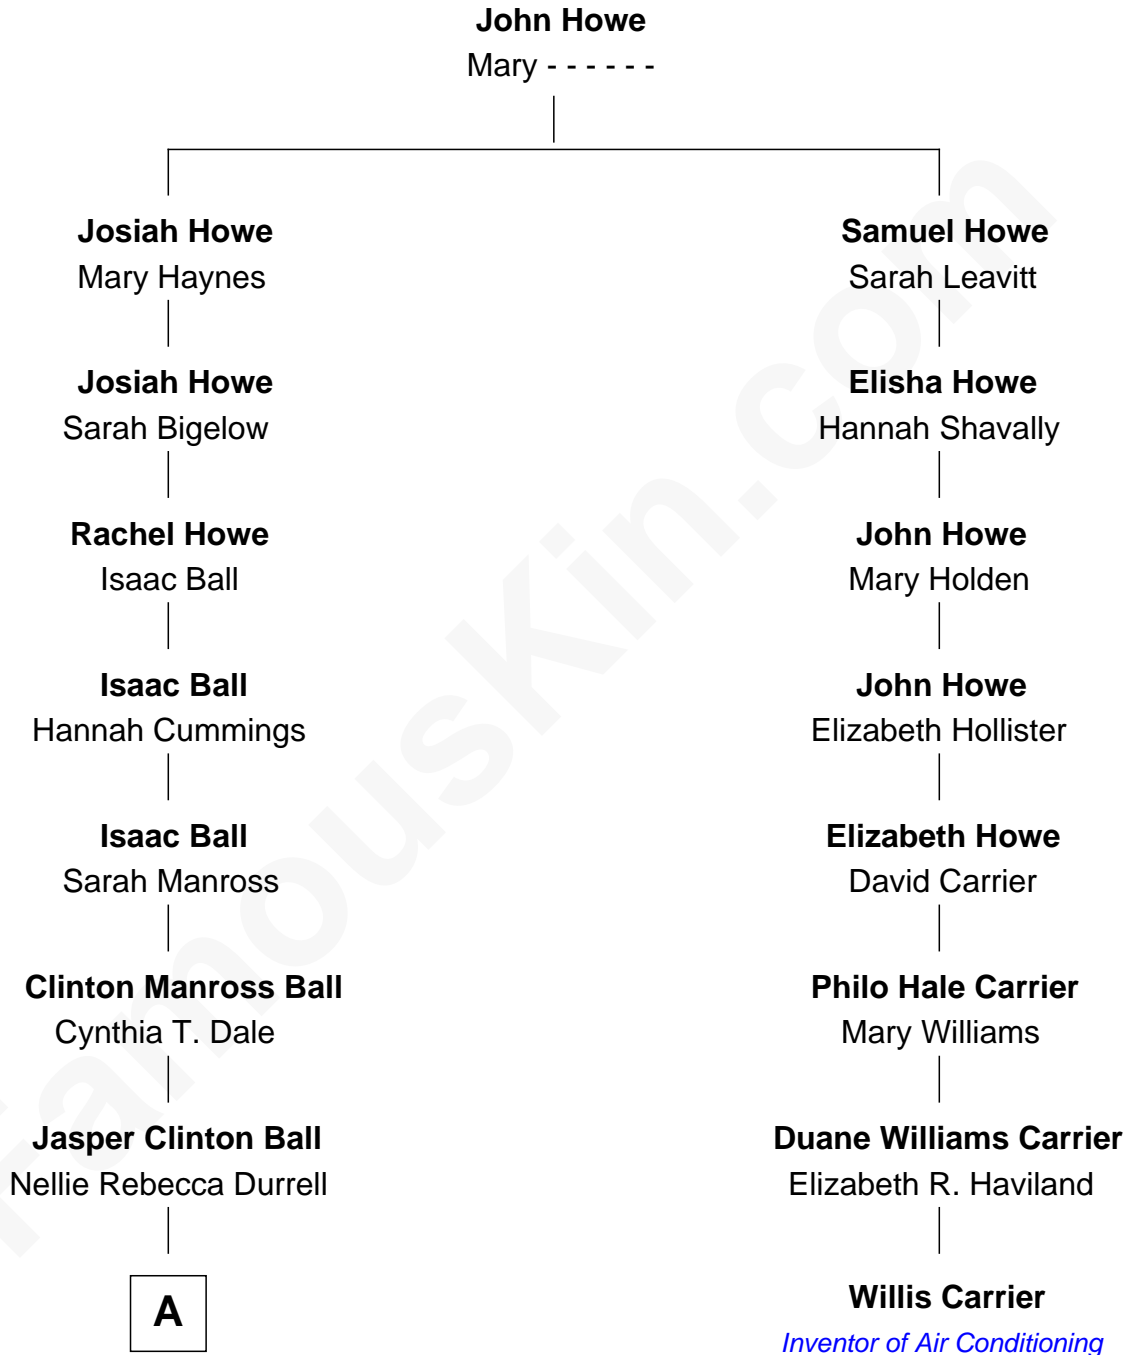 John Howe
Mary - - - - - -
Josiah Howe
Mary Haynes
Samuel Howe
Sarah Leavitt
Josiah Howe
Sarah Bigelow
Elisha Howe
Hannah Shavally
Rachel Howe
Isaac Ball
John Howe
Mary Holden
Isaac Ball
Hannah Cummings
John Howe
Elizabeth Hollister
Isaac Ball
Sarah Manross
Elizabeth Howe
David Carrier
Clinton Manross Ball
Cynthia T. Dale
Philo Hale Carrier
Mary Williams
Jasper Clinton Ball
Nellie Rebecca Durrell
Duane Williams Carrier
Elizabeth R. Haviland
A
Willis Carrier
Inventor of Air Conditioning
FamousKin.com